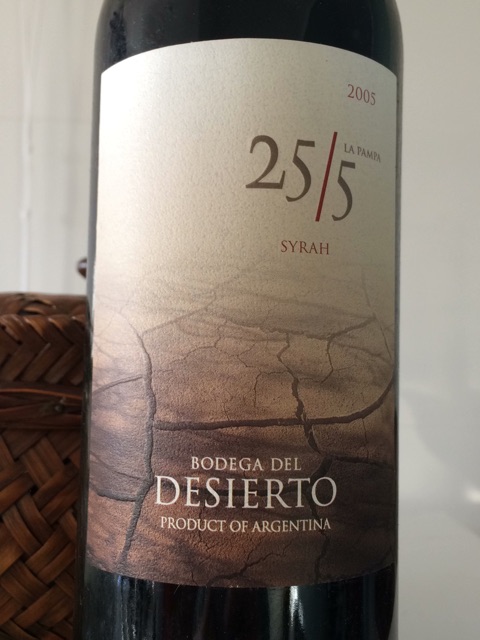 2005
25/5
LA PAMPA
SYRAH
BODEGA DEL
DESIERTO
PRODUCT OF ARGENTINA